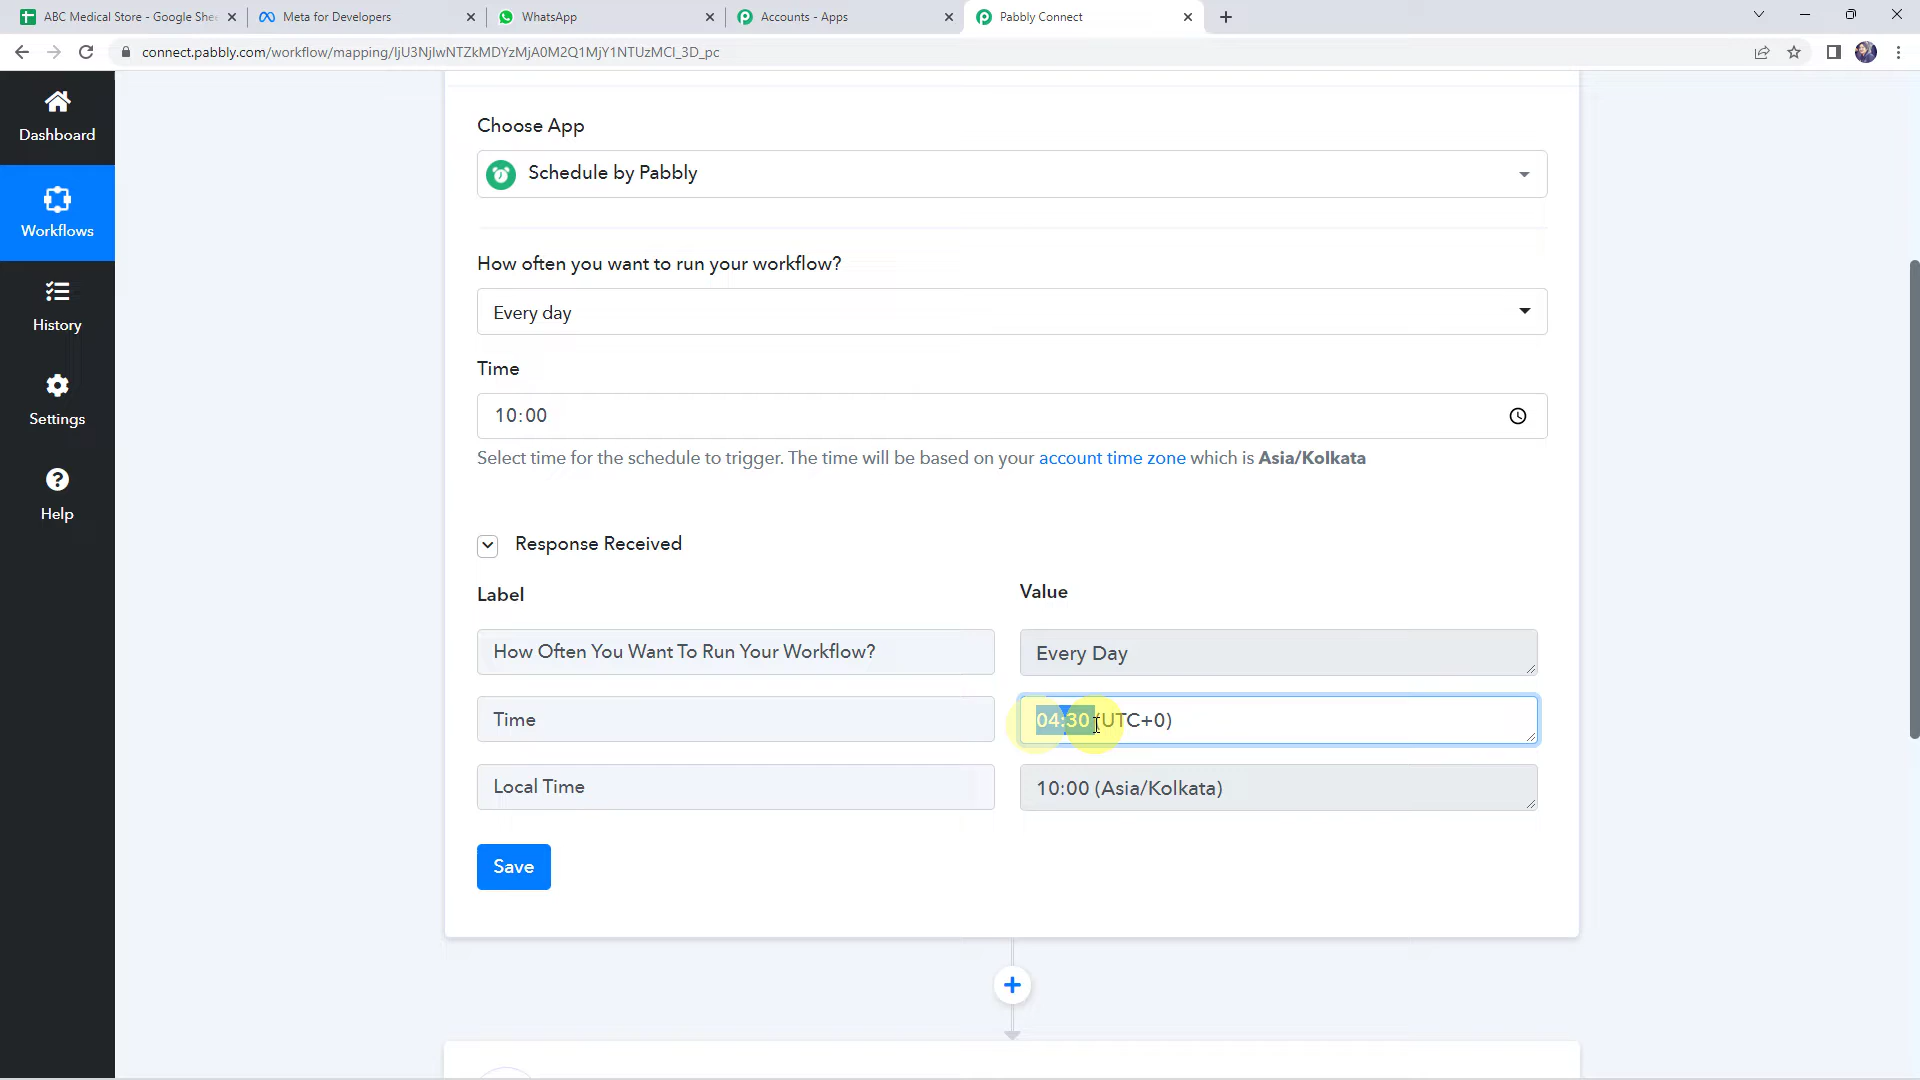 ABC Medical Store - Google She
Meta for Developers
WhatsApp
Accounts - Apps
Pabbly Connect
connect.pabbly.com/workflow/mapping/IjU3NjIwNTZkMDYzMjA0M2Q1MjY1NTUzMCI_3D_pc
Dashboard
Workflows
History
Settings
Help
Choose App
Schedule by Pabbly
How often you want to run your workflow?
Every day
Time
10:00
Select time for the schedule to trigger. The time will be based on your account time zone which is Asia/Kolkata
Response Received
Label Value
How Often You Want To Run Your Workflow? Every Day
Time 04:30 (UTC+0)
Local Time 10:00 (Asia/Kolkata)
Save